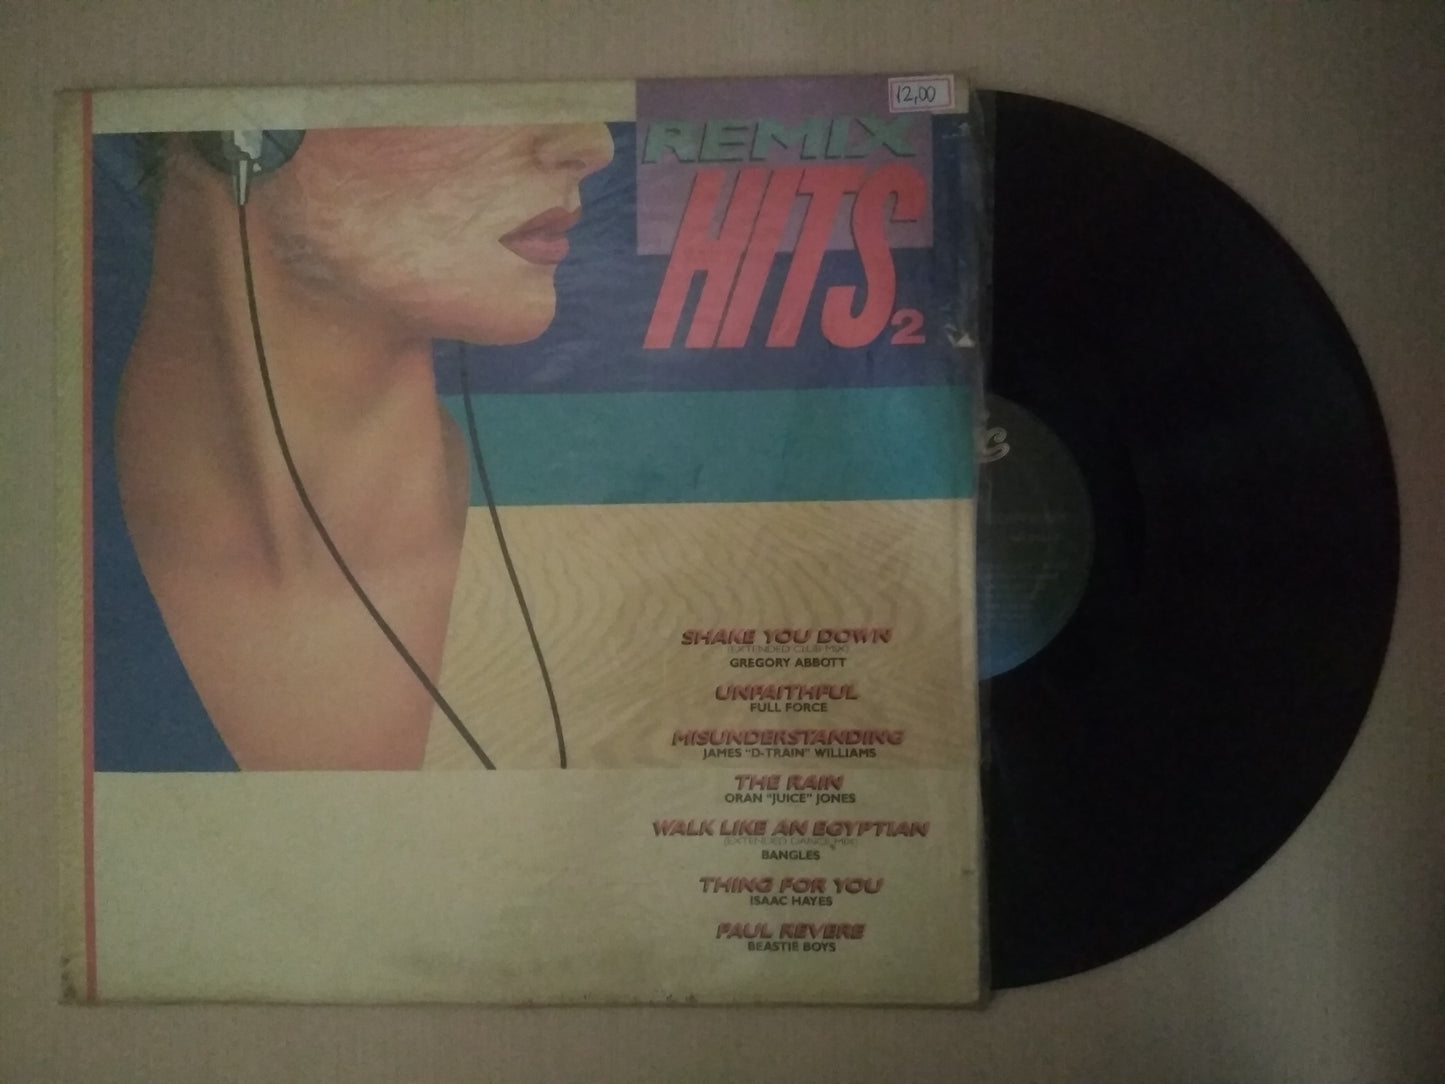 12,00
REMIX
HITS 2
SHAKE YOU DOWN
(EXTENDED CLUB MIX)
GREGORY ABBOTT
UNFAITHFUL
FULL FORCE
MISUNDERSTANDING
JAMES "D-TRAIN" WILLIAMS
THE RAIN
ORAN "JUICE" JONES
WALK LIKE AN EGYPTIAN
(EXTENDED DANCE MIX)
BANGLES
THING FOR YOU
ISAAC HAYES
PAUL REVERE
BEASTIE BOYS